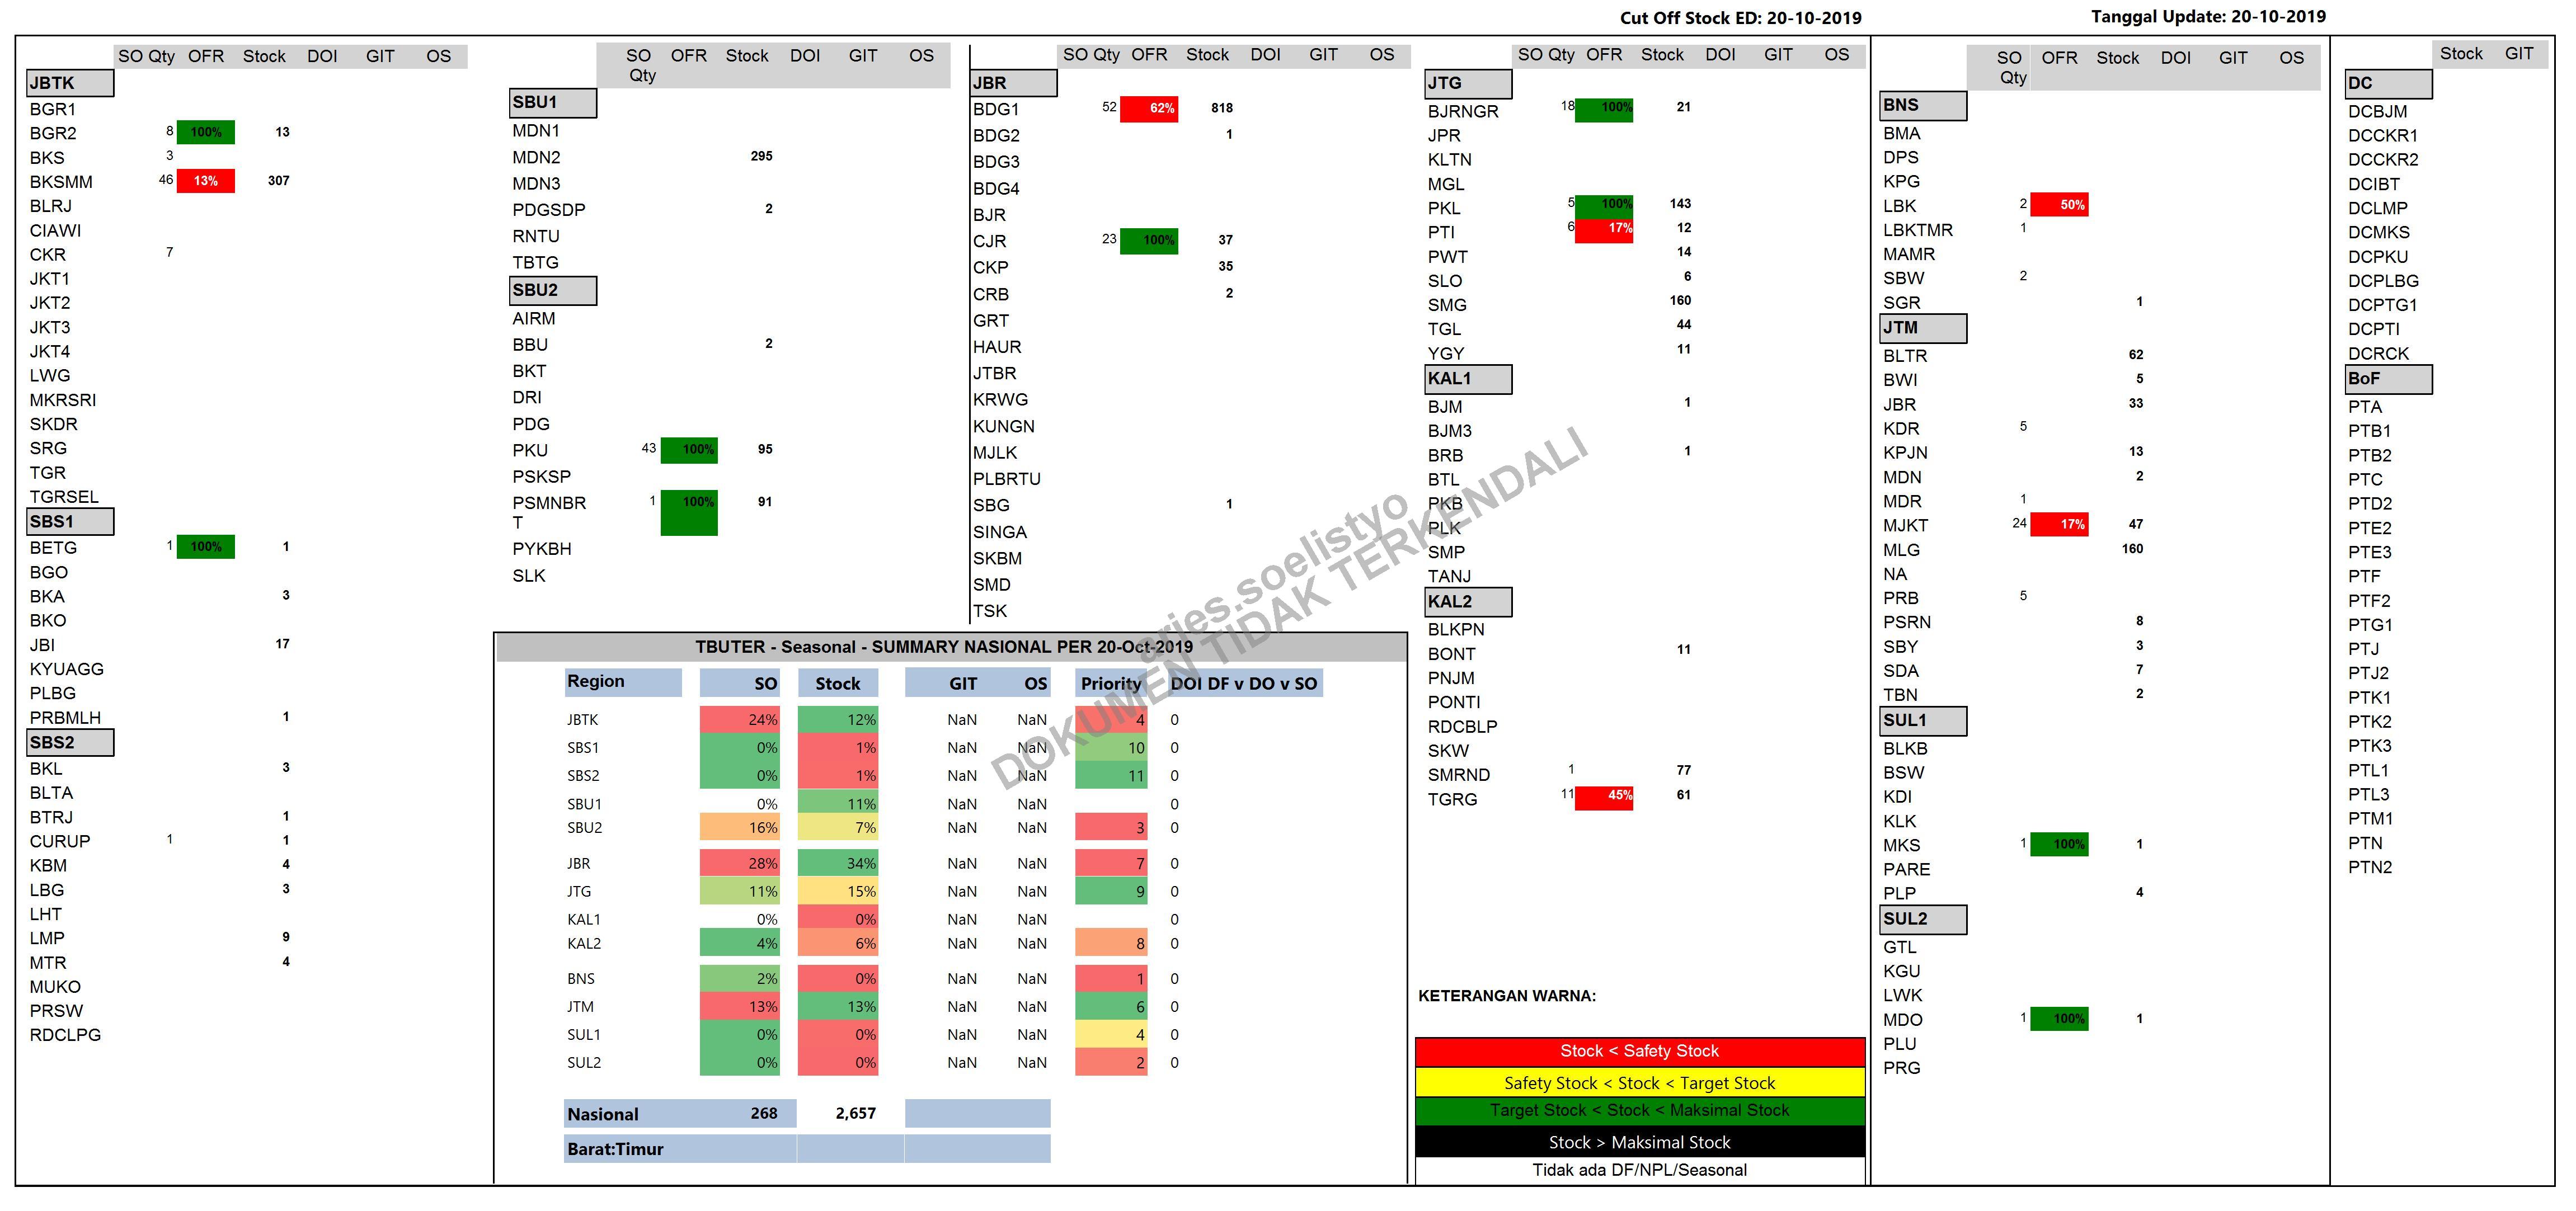 Cut Off Stock ED: 20-10-2019
Tanggal Update: 20-10-2019
SO Qty OFR Stock DOI GIT OS
JBTK
BGR1
BGR2 8 100% 13
BKS 3
BKSMM 46 13% 307
BLRJ
CIAWI
CKR 7
JKT1
JKT2
JKT3
JKT4
LWG
MKRSRI
SKDR
SRG
TGR
TGRSEL
SBS1
BETG 1 100% 1
BGO
BKA 3
BKO
JBI 17
KYUAGG
PLBG
PRBMLH 1
SBS2
BKL 3
BLTA
BTRJ 1
CURUP 1 1
KBM 4
LBG 3
LHT
LMP 9
MTR 4
MUKO
PRSW
RDCLPG
SO OFR Stock DOI GIT OS
Qty
SBU1
MDN1
MDN2 295
MDN3
PDGSDP 2
RNTU
TBTG
SBU2
AIRM
BBU 2
BKT
DRI
PDG
PKU 43 100% 95
PSKSP
PSMNBR 1 100% 91
T
PYKBH
SLK
SO Qty OFR Stock DOI GIT OS
JBR
BDG1 52 62% 818
BDG2 1
BDG3
BDG4
BJR
CJR 23 100% 37
CKP 35
CRB 2
GRT
HAUR
JTBR
KRWG
KUNGN
MJLK
PLBRTU
SBG 1
SINGA
SKBM
SMD
TSK
TBUTER - Seasonal - SUMMARY NASIONAL PER 20-Oct-2019
Region SO Stock GIT OS Priority DOI DF v DO v SO
JBTK 24% 12% NaN NaN 4 0
SBS1 0% 1% NaN NaN 10 0
SBS2 0% 1% NaN NaN 11 0
SBU1 0% 11% NaN NaN 0
SBU2 16% 7% NaN NaN 3 0
JBR 28% 34% NaN NaN 7 0
JTG 11% 15% NaN NaN 9 0
KAL1 0% 0% NaN NaN 0
KAL2 4% 6% NaN NaN 8 0
BNS 2% 0% NaN NaN 1 0
JTM 13% 13% NaN NaN 6 0
SUL1 0% 0% NaN NaN 4 0
SUL2 0% 0% NaN NaN 2 0
Nasional 268 2,657
Barat:Timur
aries.soelistyo
DOKUMEN TIDAK TERKENDALI
SO Qty OFR Stock DOI GIT OS
JTG
BJRNGR 18 100% 21
JPR
KLTN
MGL
PKL 5 100% 143
PTI 6 17% 12
PWT 14
SLO 6
SMG 160
TGL 44
YGY 11
KAL1
BJM 1
BJM3
BRB 1
BTL
PKB
PLK
SMP
TANJ
KAL2
BLKPN
BONT 11
PNJM
PONTI
RDCBLP
SKW
SMRND 1 77
TGRG 11 45% 61
KETERANGAN WARNA:
Stock < Safety Stock
Safety Stock < Stock < Target Stock
Target Stock < Stock < Maksimal Stock
Stock > Maksimal Stock
Tidak ada DF/NPL/Seasonal
SO OFR Stock DOI GIT OS
Qty
BNS
BMA
DPS
KPG
LBK 2 50%
LBKTMR 1
MAMR
SBW 2
SGR 1
JTM
BLTR 62
BWI 5
JBR 33
KDR 5
KPJN 13
MDN 2
MDR 1
MJKT 24 17% 47
MLG 160
NA
PRB 5
PSRN 8
SBY 3
SDA 7
TBN 2
SUL1
BLKB
BSW
KDI
KLK
MKS 1 100% 1
PARE
PLP 4
SUL2
GTL
KGU
LWK
MDO 1 100% 1
PLU
PRG
Stock GIT
DC
DCBJM
DCCKR1
DCCKR2
DCIBT
DCLMP
DCMKS
DCPKU
DCPLBG
DCPTG1
DCPTI
DCRCK
BoF
PTA
PTB1
PTB2
PTC
PTD2
PTE2
PTE3
PTF
PTF2
PTG1
PTJ
PTJ2
PTK1
PTK2
PTK3
PTL1
PTL3
PTM1
PTN
PTN2